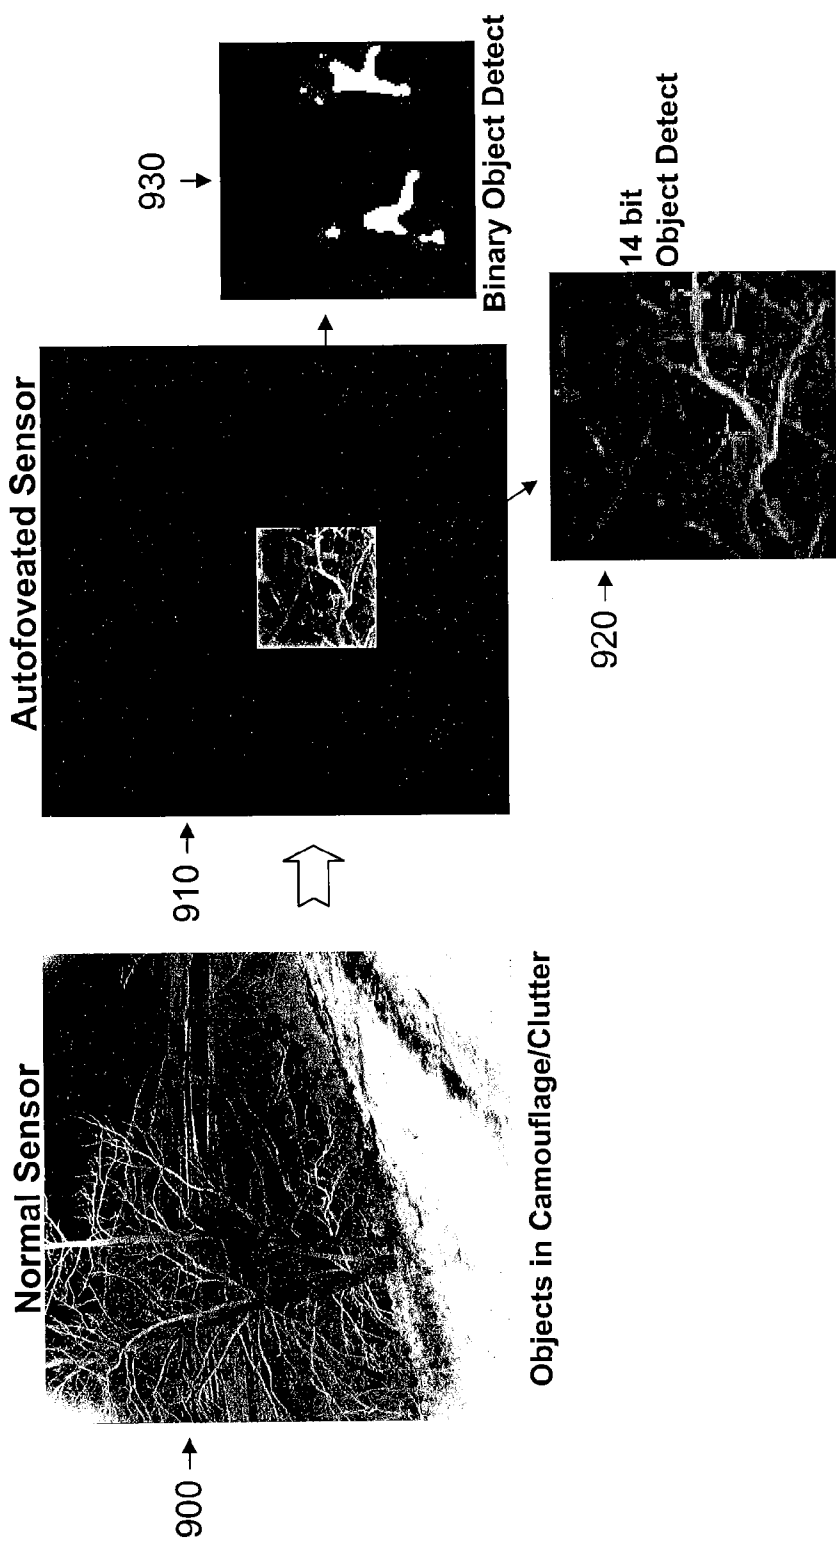 Normal Sensor
900
Objects in Camouflage/Clutter
Autofoveated Sensor
910
930
Binary Object Detect
920
14 bit
Object Detect